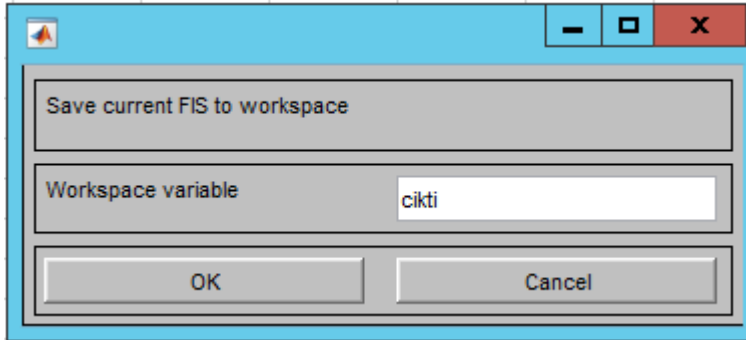 Save current FIS to workspace
Workspace variable
cikti
OK
Cancel